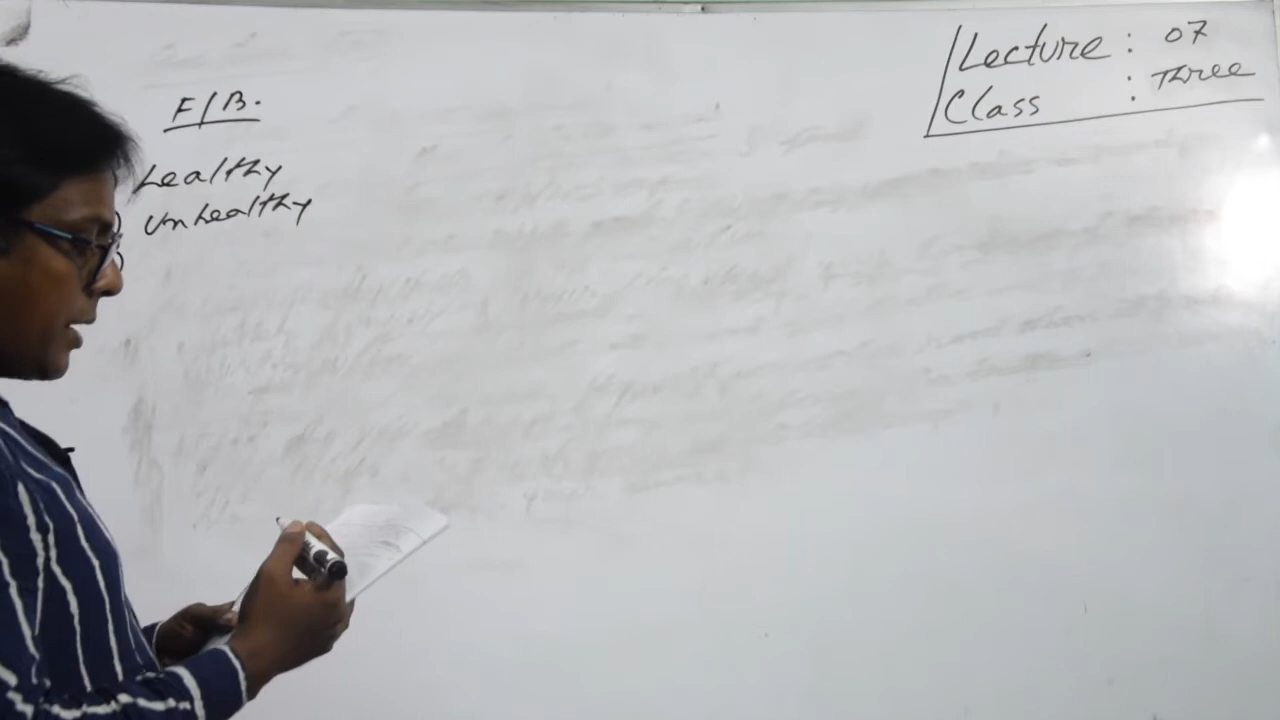 Lecture : 07
Class : Three
F/B.
healthy
unhealthy